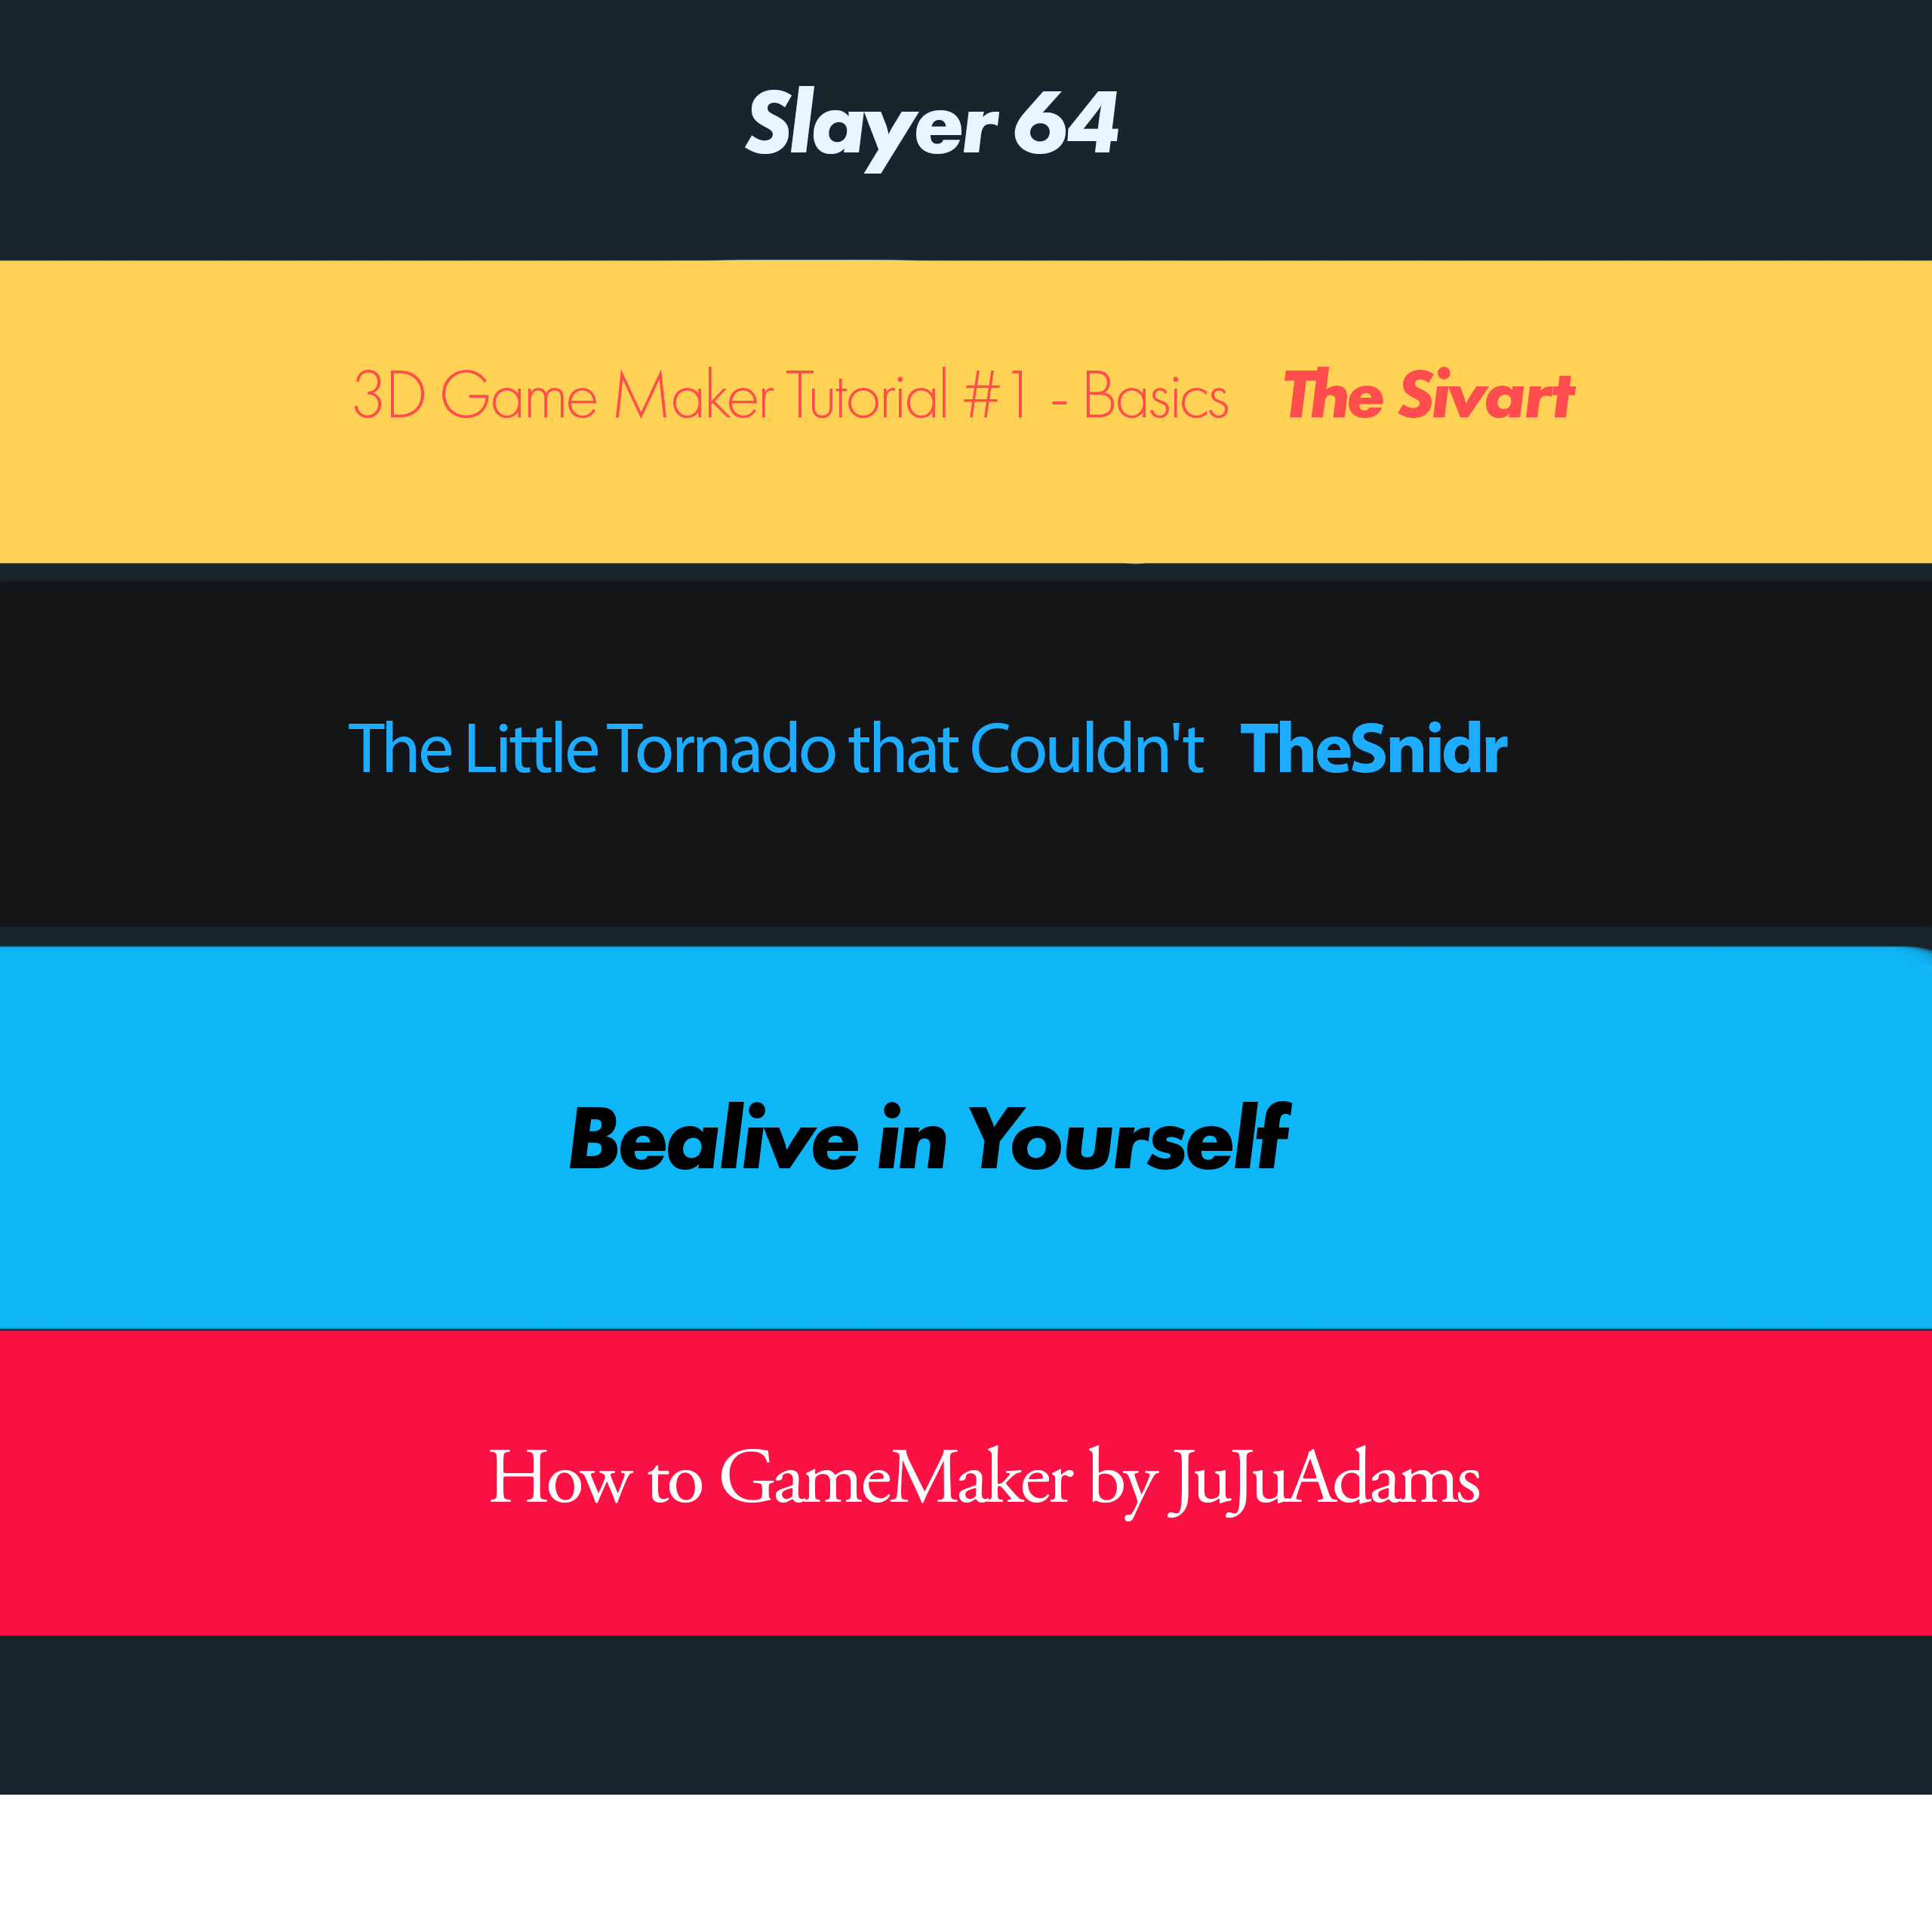 Slayer 64
3D Game Maker Tutorial #1 - Basics The Sivart
The Little Tornado that Couldn't TheSnidr
Bealive in Yourself
How to GameMaker by JuJuAdams